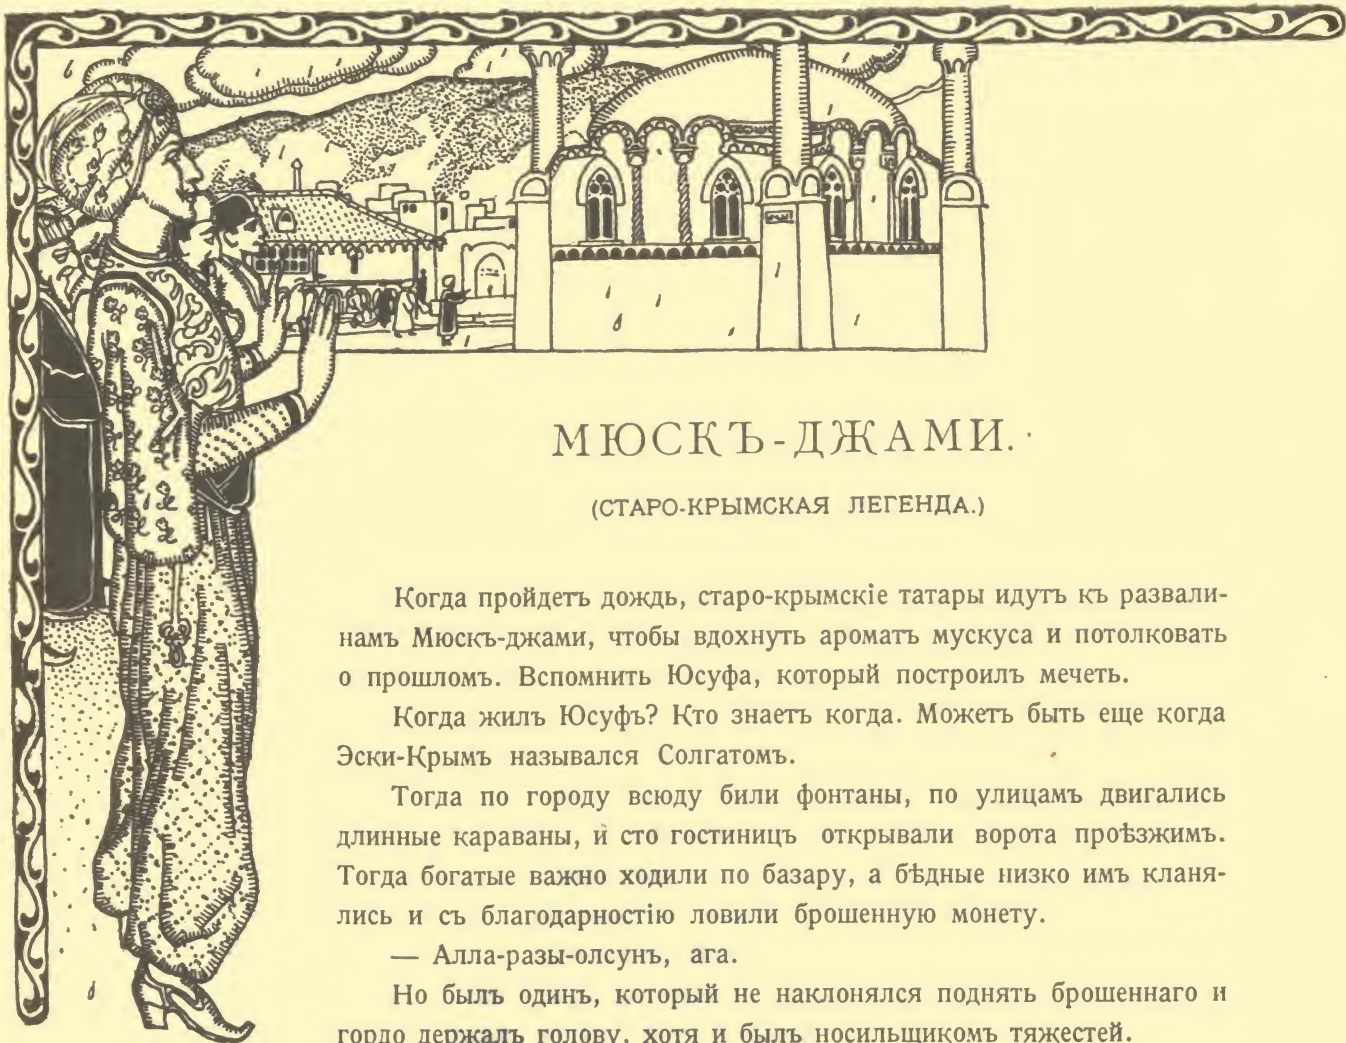 МЮСКЪ-ДЖАМИ.
(СТАРО-КРЫМСКАЯ ЛЕГЕНДА.)
Когда пройдетъ дождь, старо-крымскіе татары идутъ къ развали-
намъ Мюскъ-джами, чтобы вдохнуть ароматъ мускуса и потолковать
о прошломъ. Вспомнить Юсуфа, который построилъ мечеть.
Когда жилъ Юсуфъ? Кто знаетъ когда. Можетъ быть еще когда
Эски-Крымъ назывался Солгатомъ.
Тогда по городу всюду били фонтаны, по улицамъ двигались
длинные караваны, и сто гостиницъ открывали ворота проѣзжимъ.
Тогда богатые важно ходили по базару, а бѣдные низко имъ кланя-
лись и съ благодарностію ловили брошенную монету.
— Алла-разы-олсунъ, ага.
Но былъ одинъ, который не наклонялся поднять брошеннаго и
гордо держалъ голову, хотя и былъ носильщикомъ тяжестей.